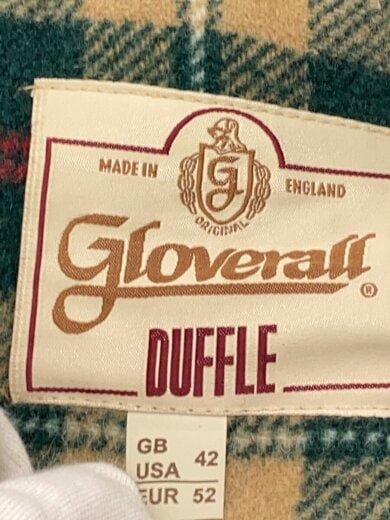 G
ORIGINAL
MADE IN ENGLAND
Gloverall ®
DUFFLE
GB
USA 42
EUR 52